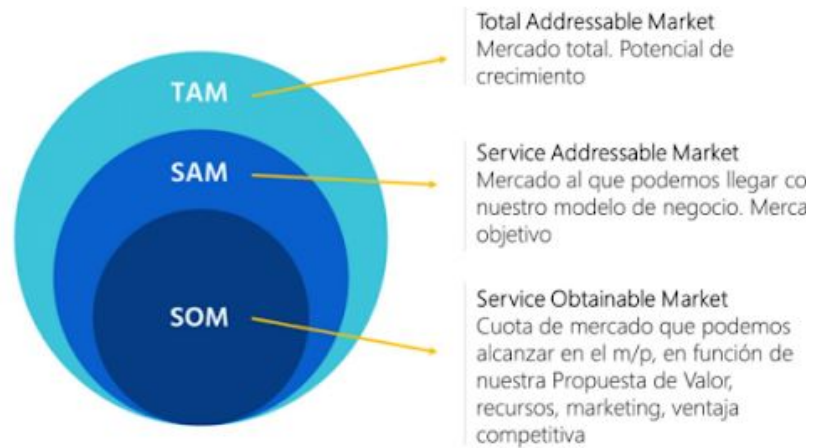 TAM
SAM
SOM
Total Addressable Market
Mercado total. Potencial de
crecimiento
Service Addressable Market
Mercado al que podemos llegar co
nuestro modelo de negocio. Merca
objetivo
Service Obtainable Market
Cuota de mercado que podemos
alcanzar en el m/p, en función de
nuestra Propuesta de Valor,
recursos, marketing, ventaja
competitiva